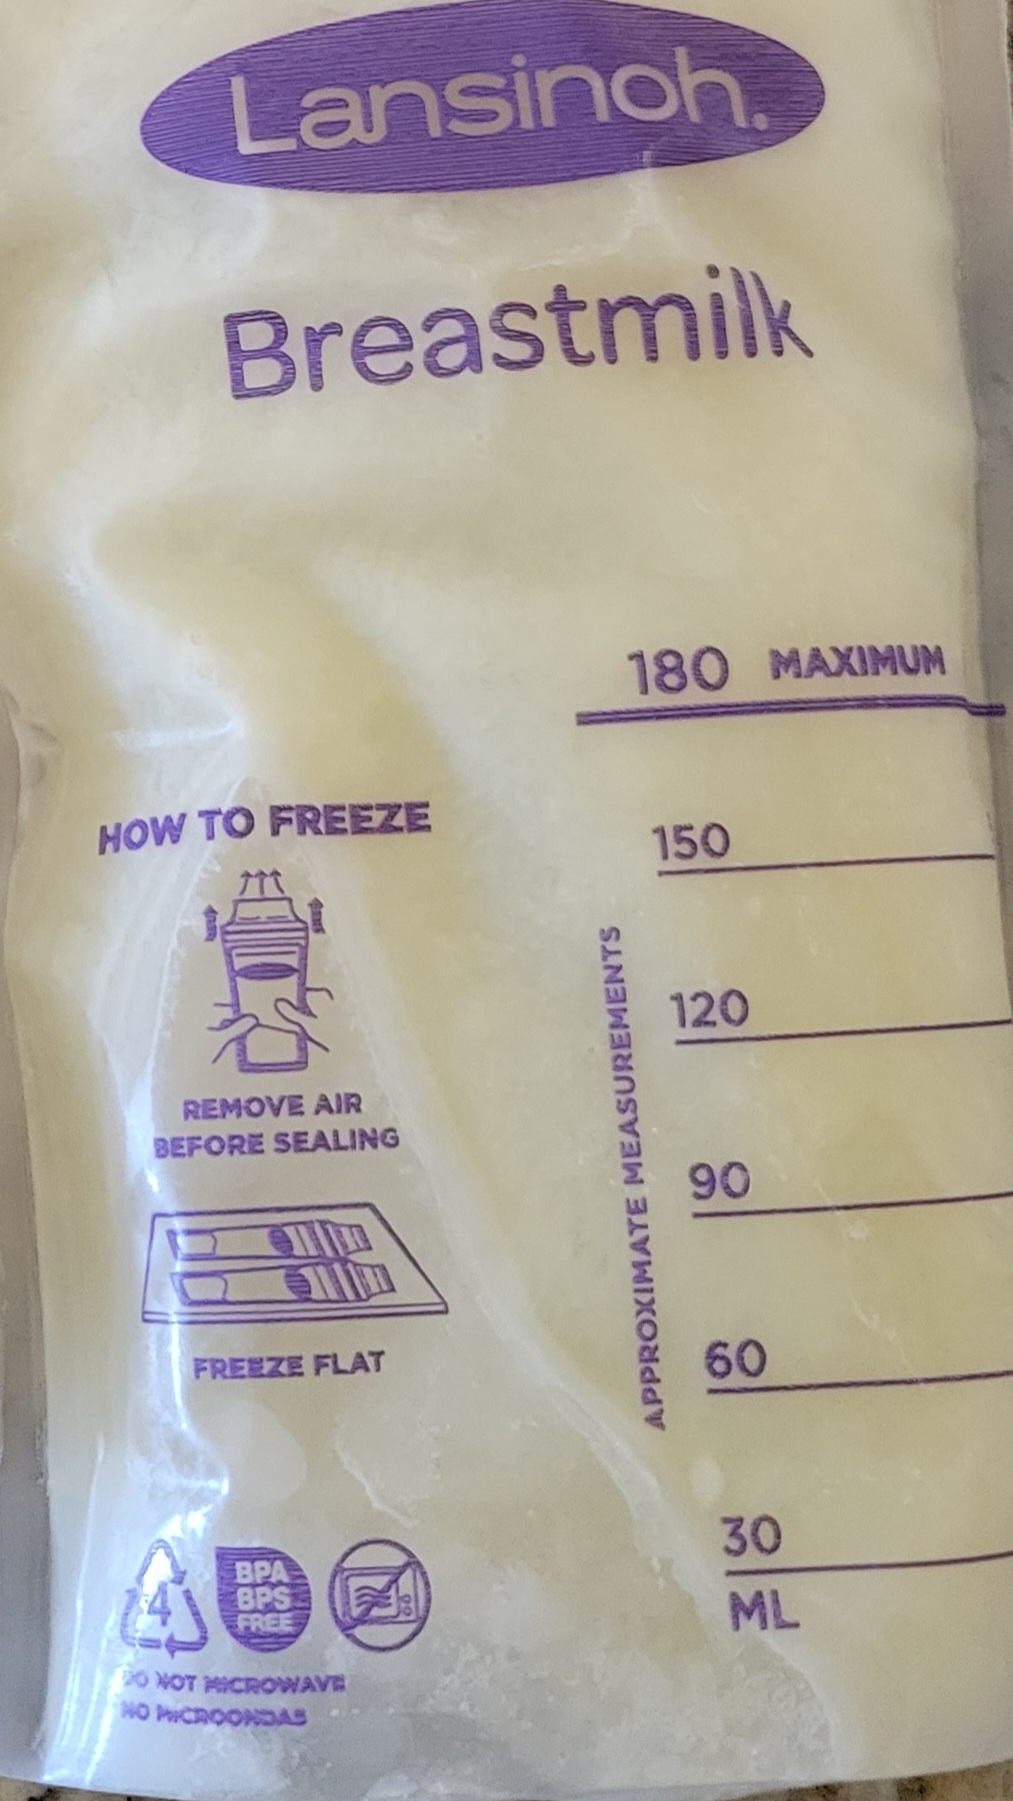 Lansinoh.
Breastmilk
180 MAXIMUM
HOW TO FREEZE
150
120
APPROXIMATE MEASUREMENTS
REMOVE AIR
BEFORE SEALING
90
60
FREEZE FLAT
30
ML
4
BPA
BPS
FREE
DO NOT MICROWAVE
NO MICROONDAS